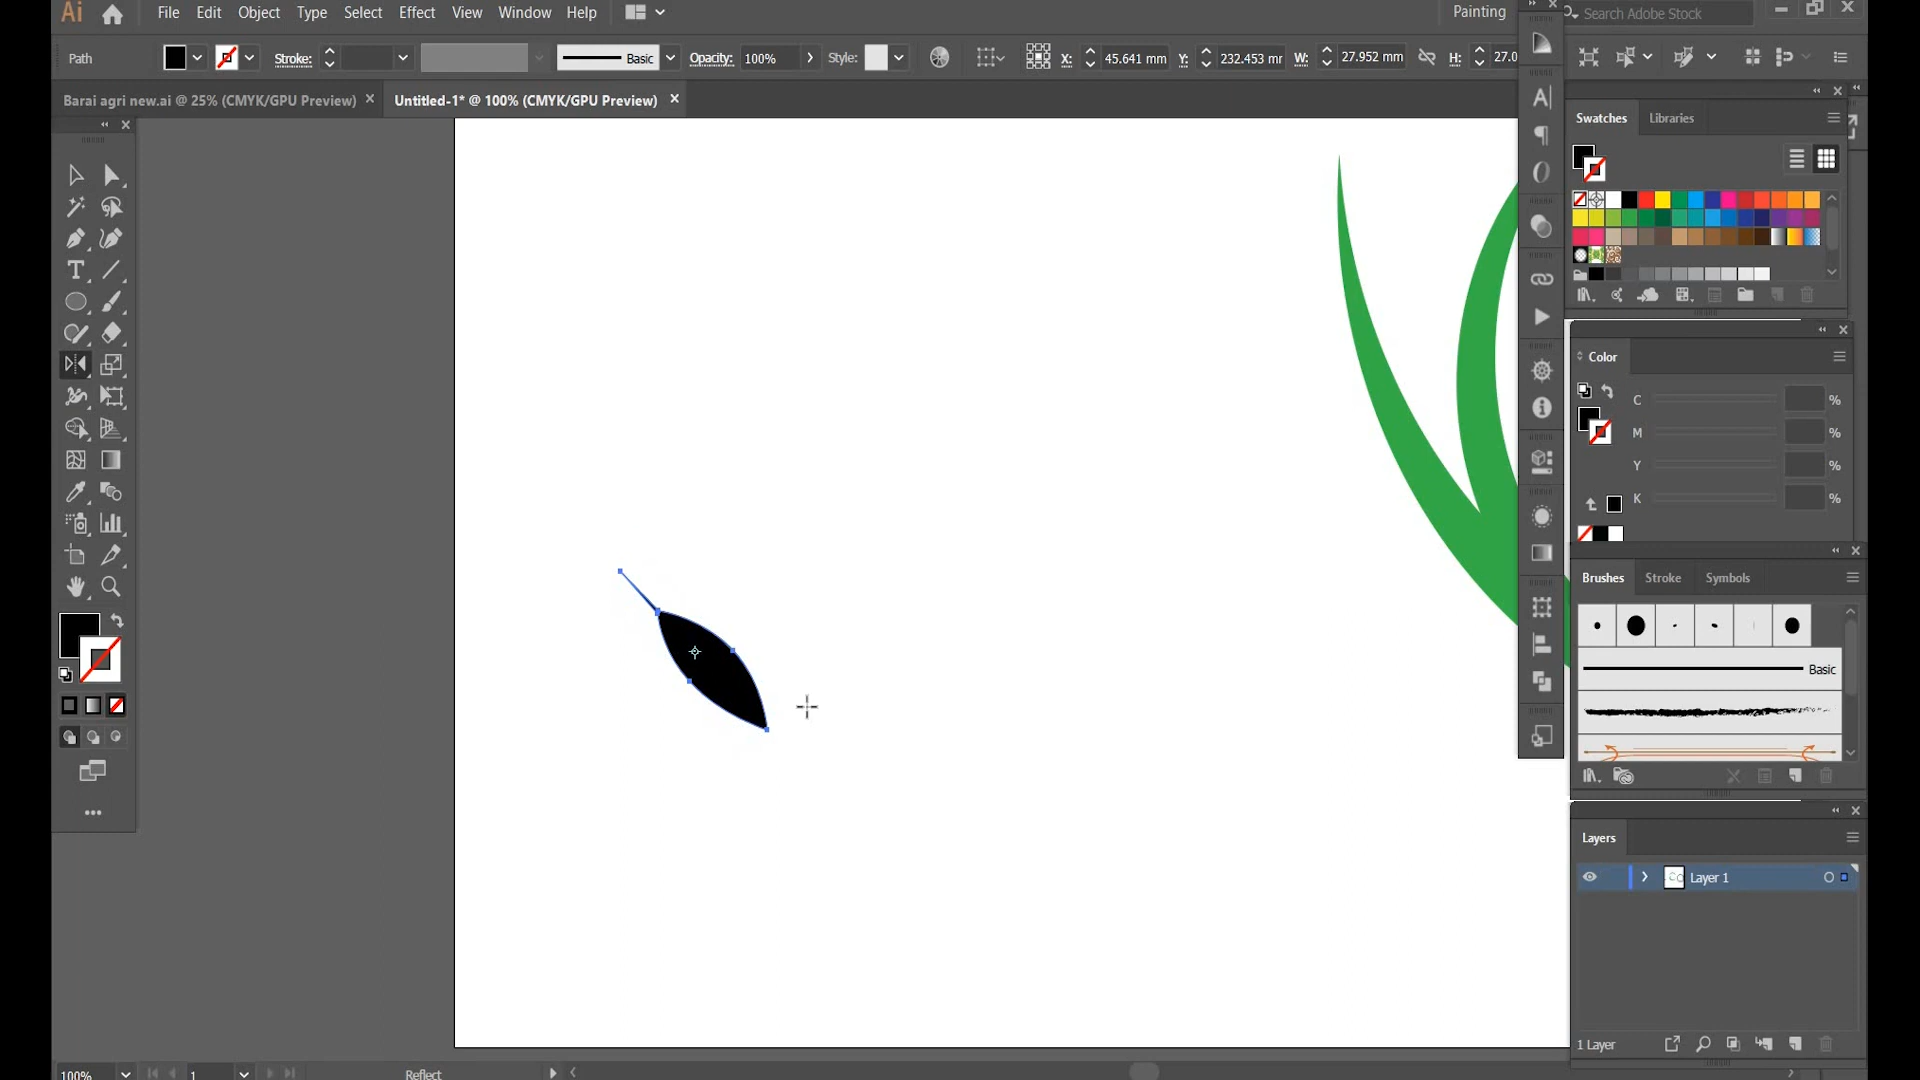 Ai File Edit Object Type Select Effect View Window Help Painting Search Adobe Stock
Path Stroke: Basic Opacity: 100% Style: X: 45.641 mm Y: 232.453 mr W: 27.952 mm H: 27.0
Barai agri new.ai @ 25% (CMYK/GPU Preview) Untitled-1* @ 100% (CMYK/GPU Preview)
Swatches Libraries
Color
C %
M %
Y %
K %
Brushes Stroke Symbols
Basic
Layers
Layer 1
1 Layer
100% 1 Reflect